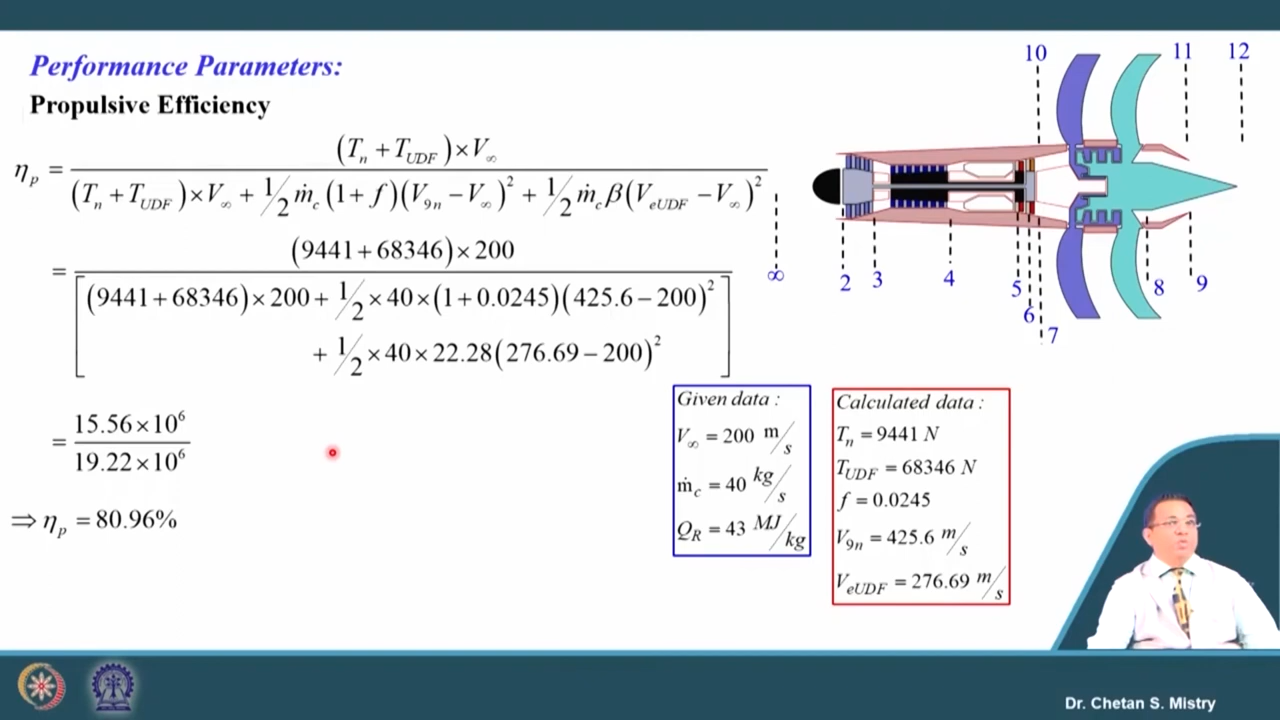 Performance Parameters:
Propulsive Efficiency
η_p = (T_n + T_UDF) × V_∞ / (T_n + T_UDF) × V_∞ + 1/2 ṁ_c (1 + f)(V_9n − V_∞)² + 1/2 ṁ_c β(V_eUDF − V_∞)²
= (9441 + 68346) × 200 / [(9441 + 68346) × 200 + 1/2 × 40 × (1 + 0.0245)(425.6 − 200)²
+ 1/2 × 40 × 22.28(276.69 − 200)²]
= 15.56 × 10⁶ / 19.22 × 10⁶
⇒ η_p = 80.96%
10 11 12
∞ 2 3 4 5 6 7 8 9
Given data :
V_∞ = 200 m/s
ṁ_c = 40 kg/s
Q_R = 43 MJ/kg
Calculated data :
T_n = 9441 N
T_UDF = 68346 N
f = 0.0245
V_9n = 425.6 m/s
V_eUDF = 276.69 m/s
Dr. Chetan S. Mistry